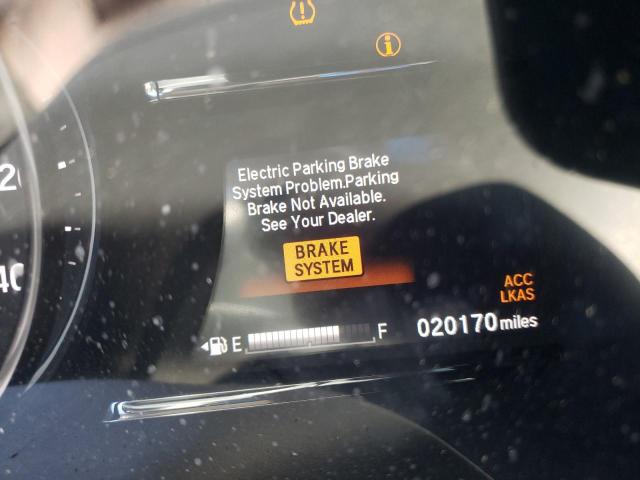 Electric Parking Brake
System Problem.Parking
Brake Not Available.
See Your Dealer.
BRAKE
SYSTEM
ACC
LKAS
E
F
020170 miles